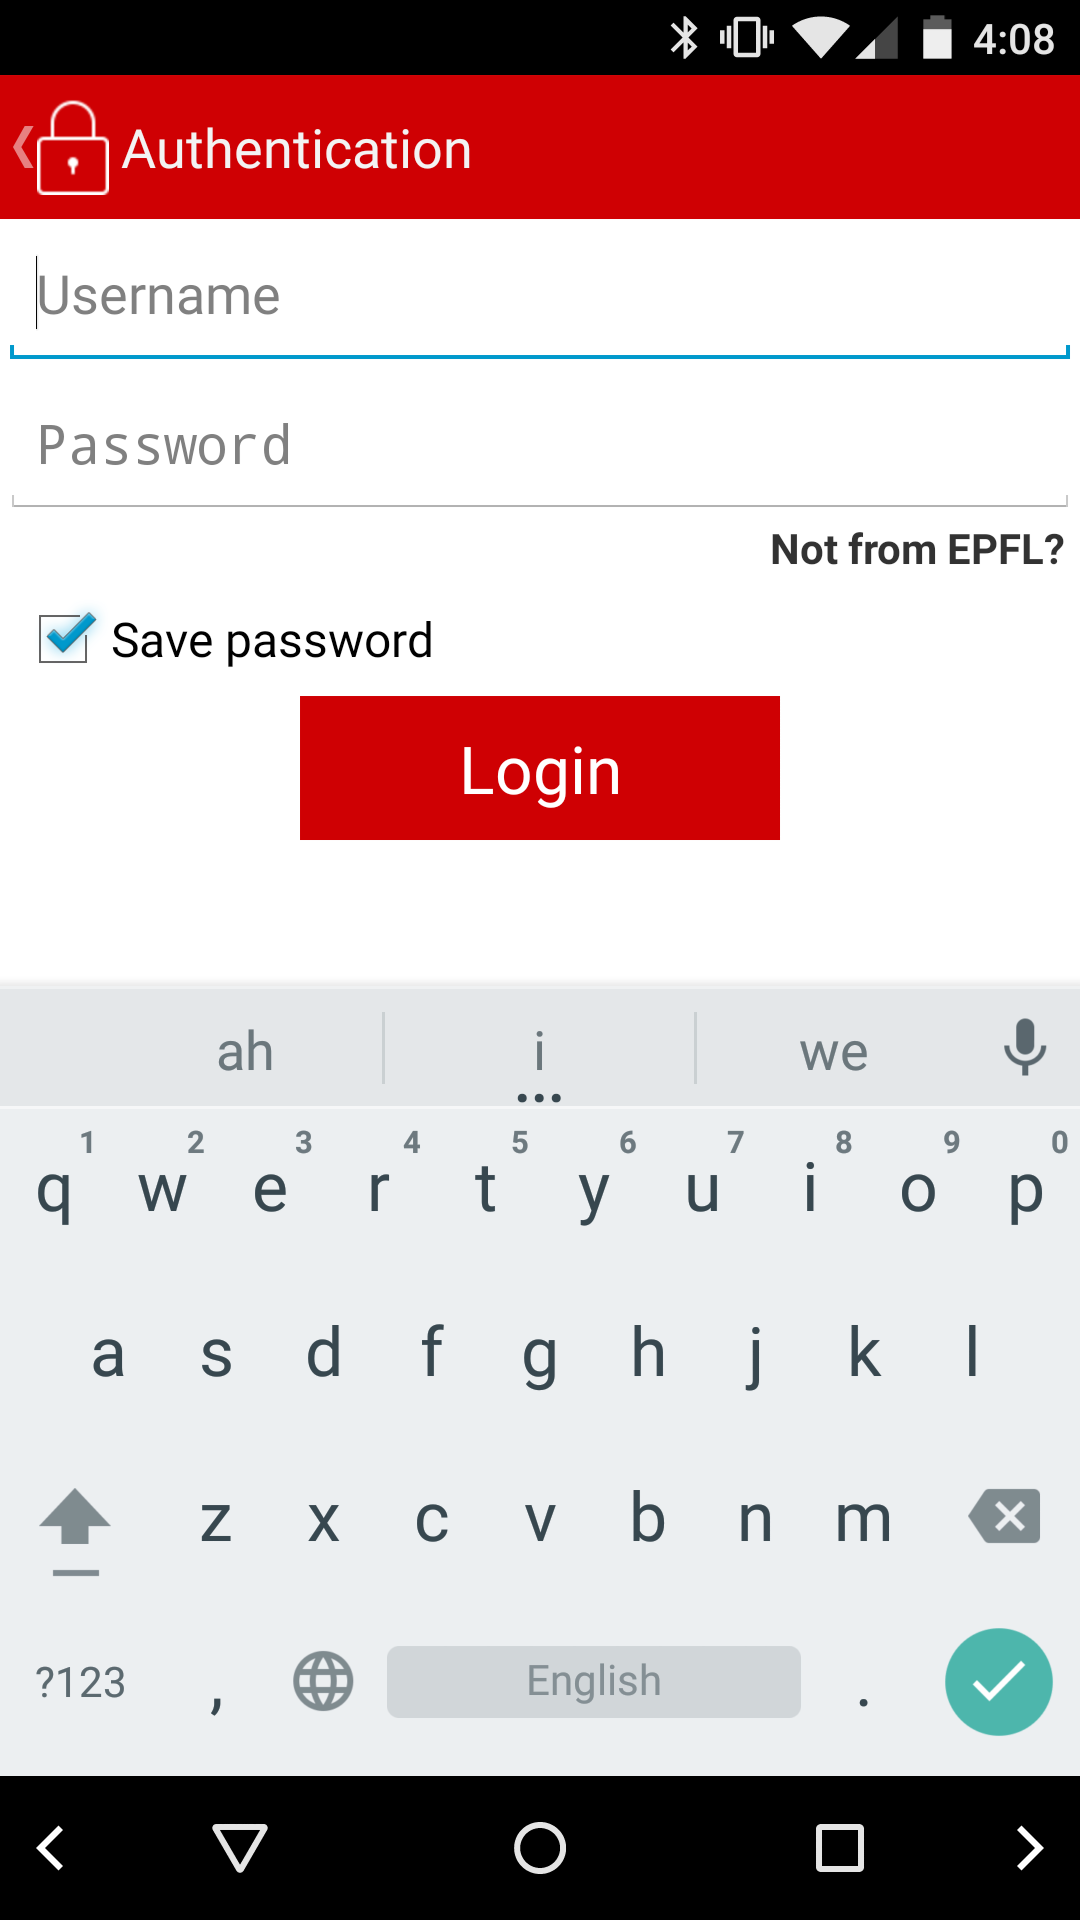 4:08
Authentication
Username
Password
Not from EPFL?
Save password
Login
ah i we
1 2 3 4 5 6 7 8 9 0
q w e r t y u i o p
a s d f g h j k l
z x c v b n m
?123 , English .